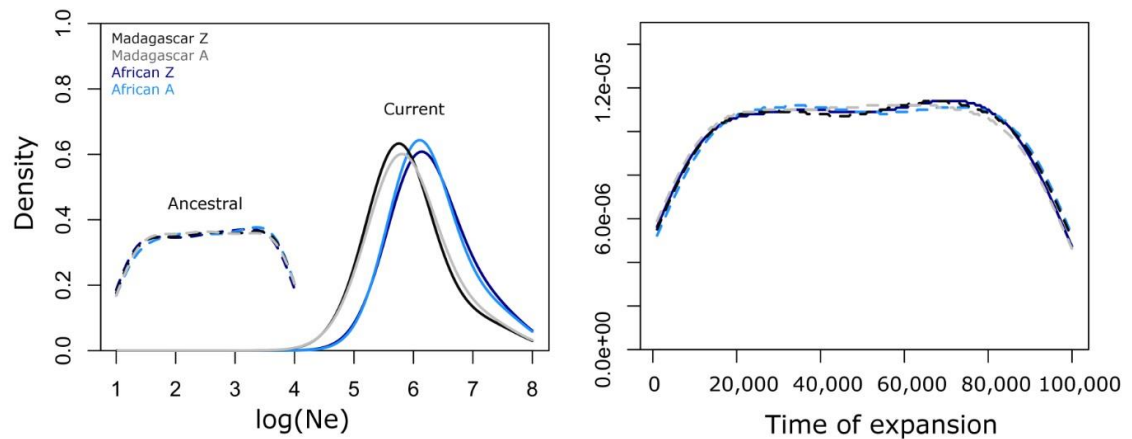 Madagascar Z
Madagascar A
African Z
African A
Ancestral
Current
Density
0.0
0.2
0.4
0.6
0.8
1.0
1 2 3 4 5 6 7 8
log(Ne)
0.0e+00
6.0e-06
1.2e-05
0 20,000 40,000 60,000 80,000 100,000
Time of expansion